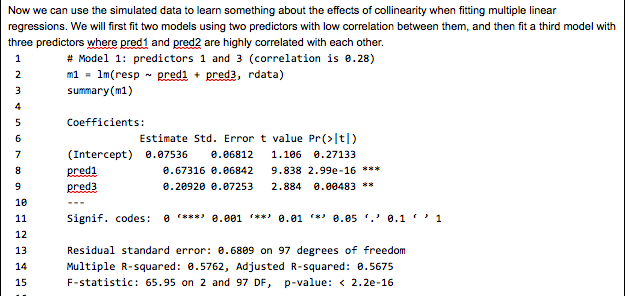 Now we can use the simulated data to learn something about the effects of collinearity when fitting multiple linear
regressions. We will first fit two models using two predictors with low correlation between them, and then fit a third model with
three predictors where pred1 and pred2 are highly correlated with each other.
1 # Model 1: predictors 1 and 3 (correlation is 0.28)
2 m1 = lm(resp ~ pred1 + pred3, rdata)
3 summary(m1)
4
5 Coefficients:
6 Estimate Std. Error t value Pr(>|t|)
7 (Intercept) 0.07536 0.06812 1.106 0.27133
8 pred1 0.67316 0.06842 9.838 2.99e-16 ***
9 pred3 0.20920 0.07253 2.884 0.00483 **
10 ---
11 Signif. codes: 0 ‘***’ 0.001 ‘**’ 0.01 ‘*’ 0.05 ‘.’ 0.1 ‘ ’ 1
12
13 Residual standard error: 0.6809 on 97 degrees of freedom
14 Multiple R-squared: 0.5762, Adjusted R-squared: 0.5675
15 F-statistic: 65.95 on 2 and 97 DF, p-value: < 2.2e-16